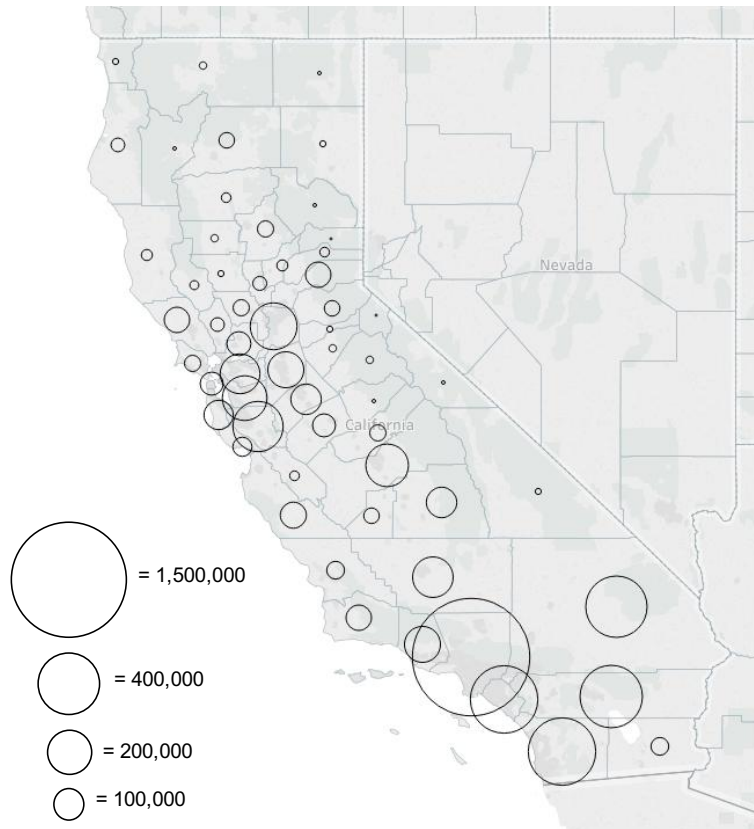 Nevada
California
= 1,500,000
= 400,000
= 200,000
= 100,000